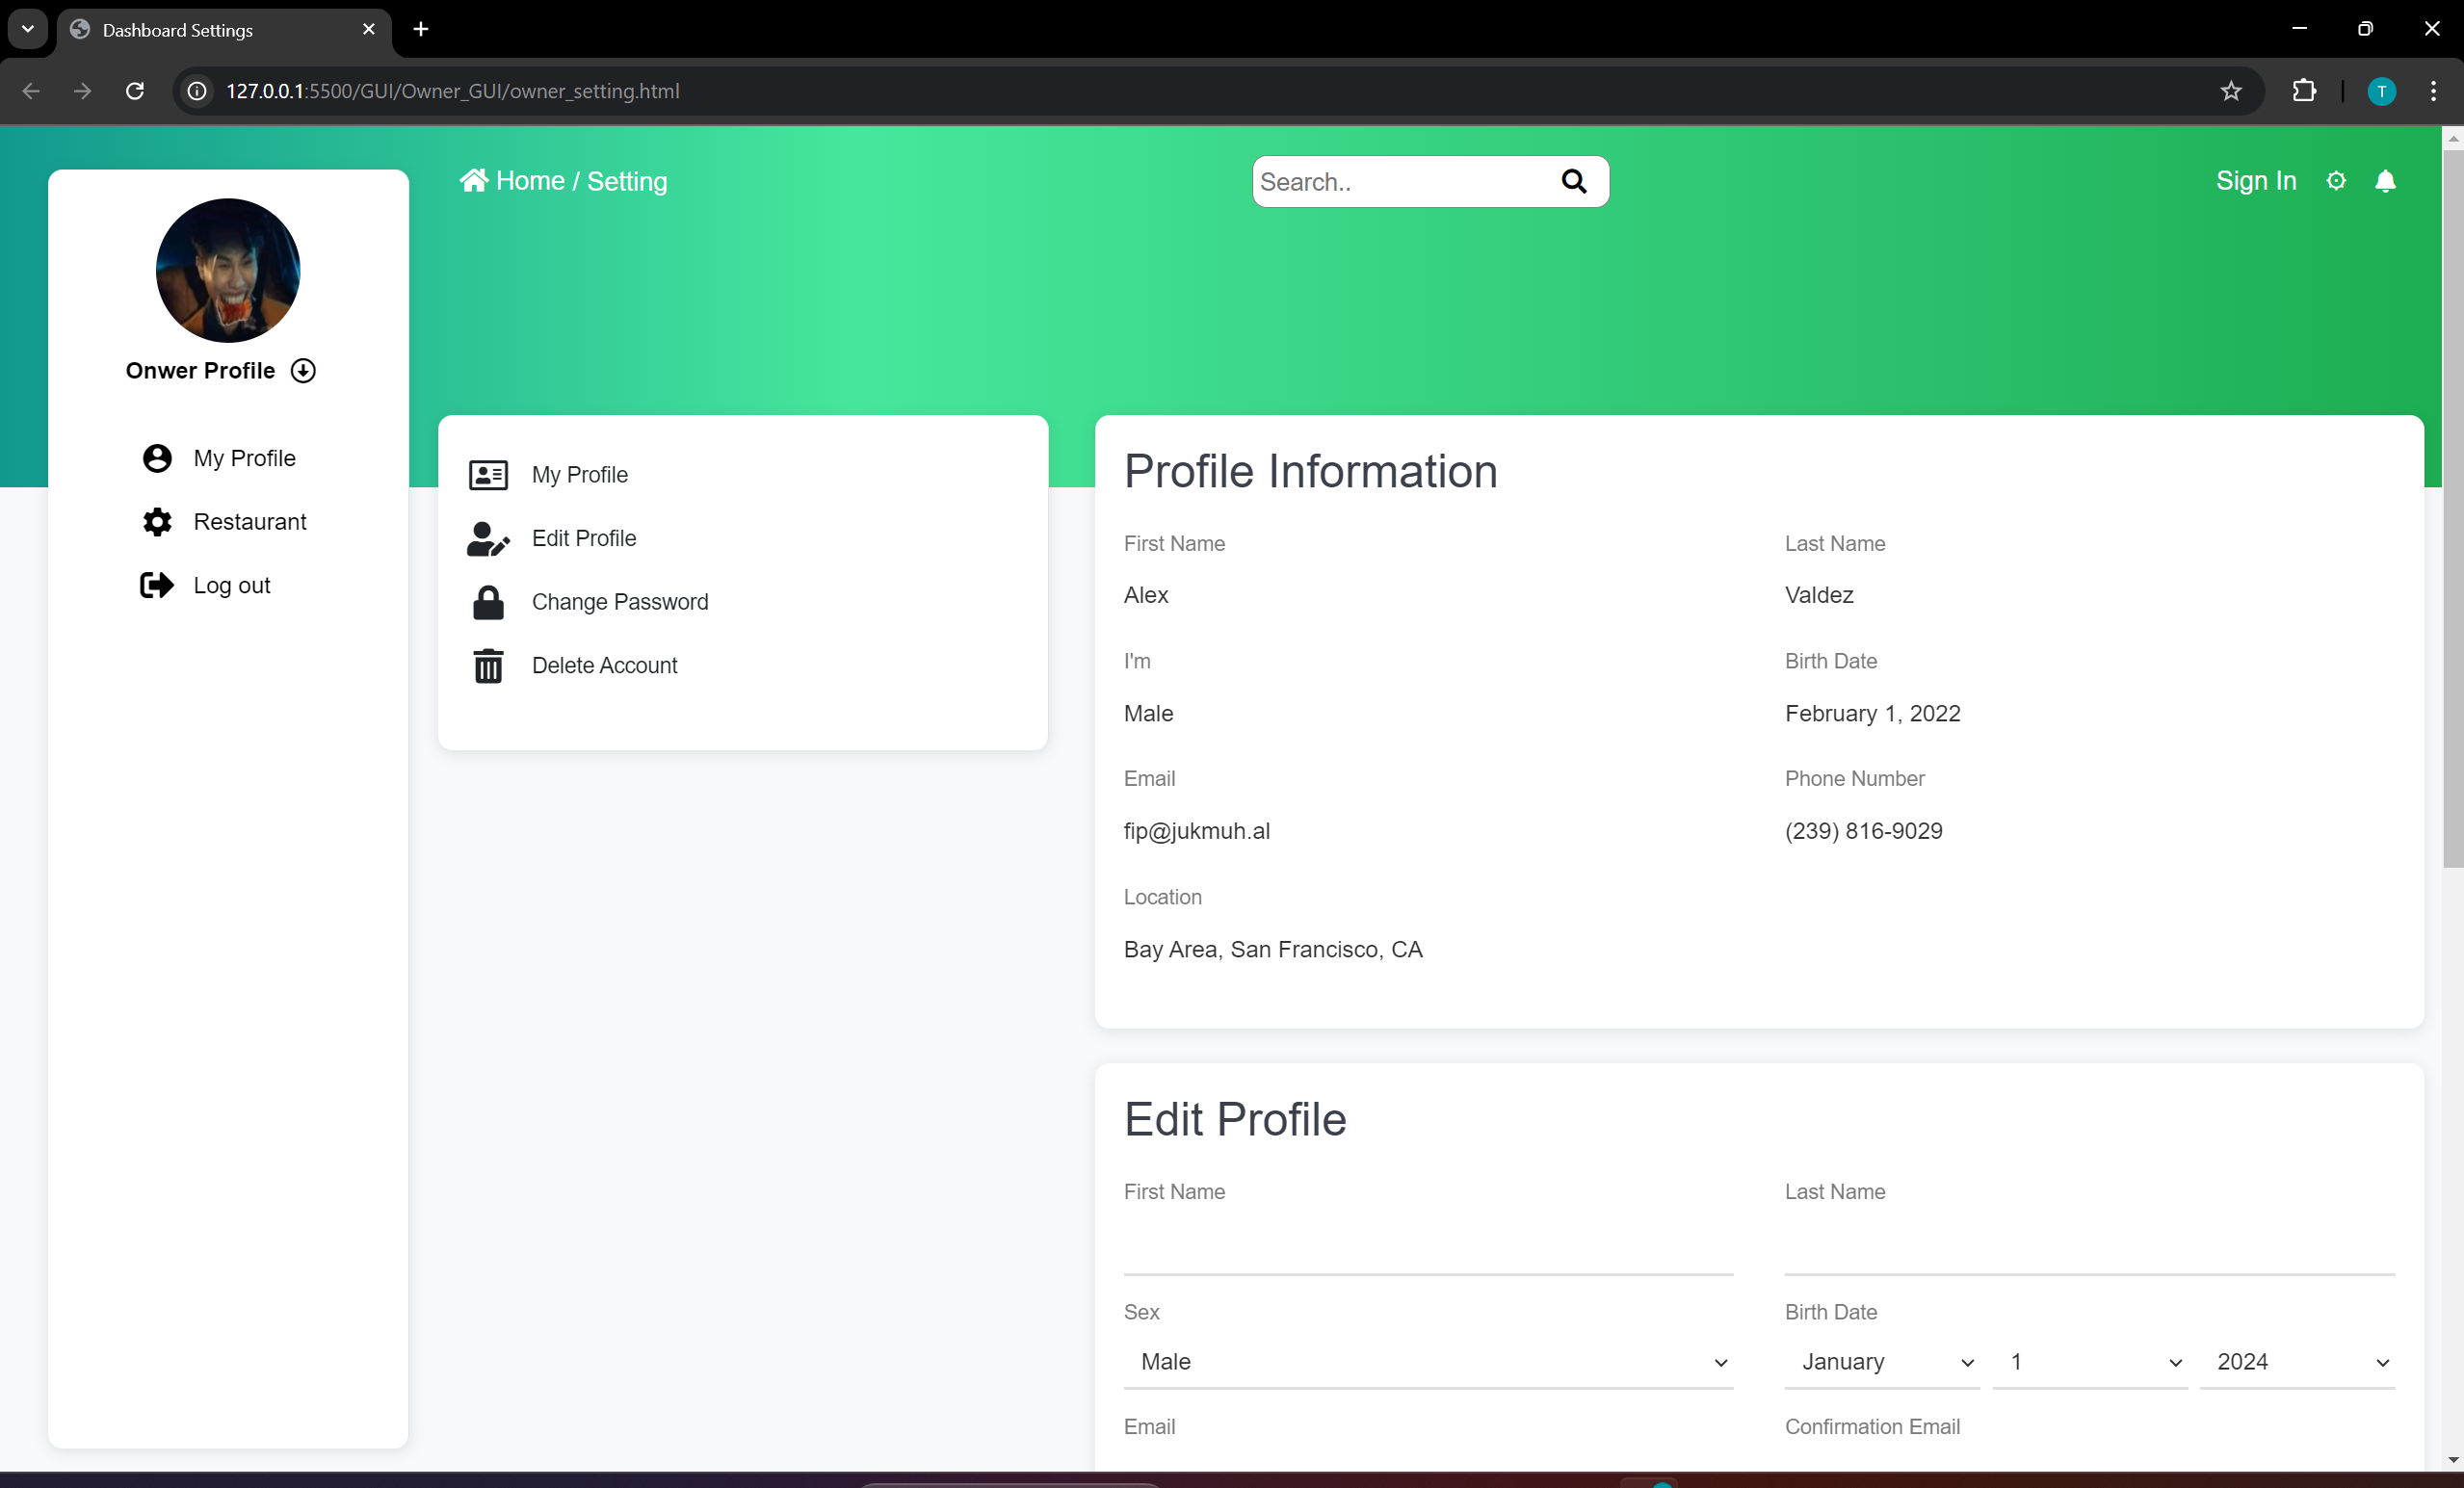 Dashboard Settings
127.0.0.1:5500/GUI/Owner_GUI/owner_setting.html
T
Home / Setting
Search..
Sign In
Onwer Profile
My Profile
Restaurant
Log out
My Profile
Edit Profile
Change Password
Delete Account
Profile Information
First Name
Last Name
Alex
Valdez
I'm
Birth Date
Male
February 1, 2022
Email
Phone Number
fip@jukmuh.al
(239) 816-9029
Location
Bay Area, San Francisco, CA
Edit Profile
First Name
Last Name
Sex
Birth Date
Male
January
1
2024
Email
Confirmation Email